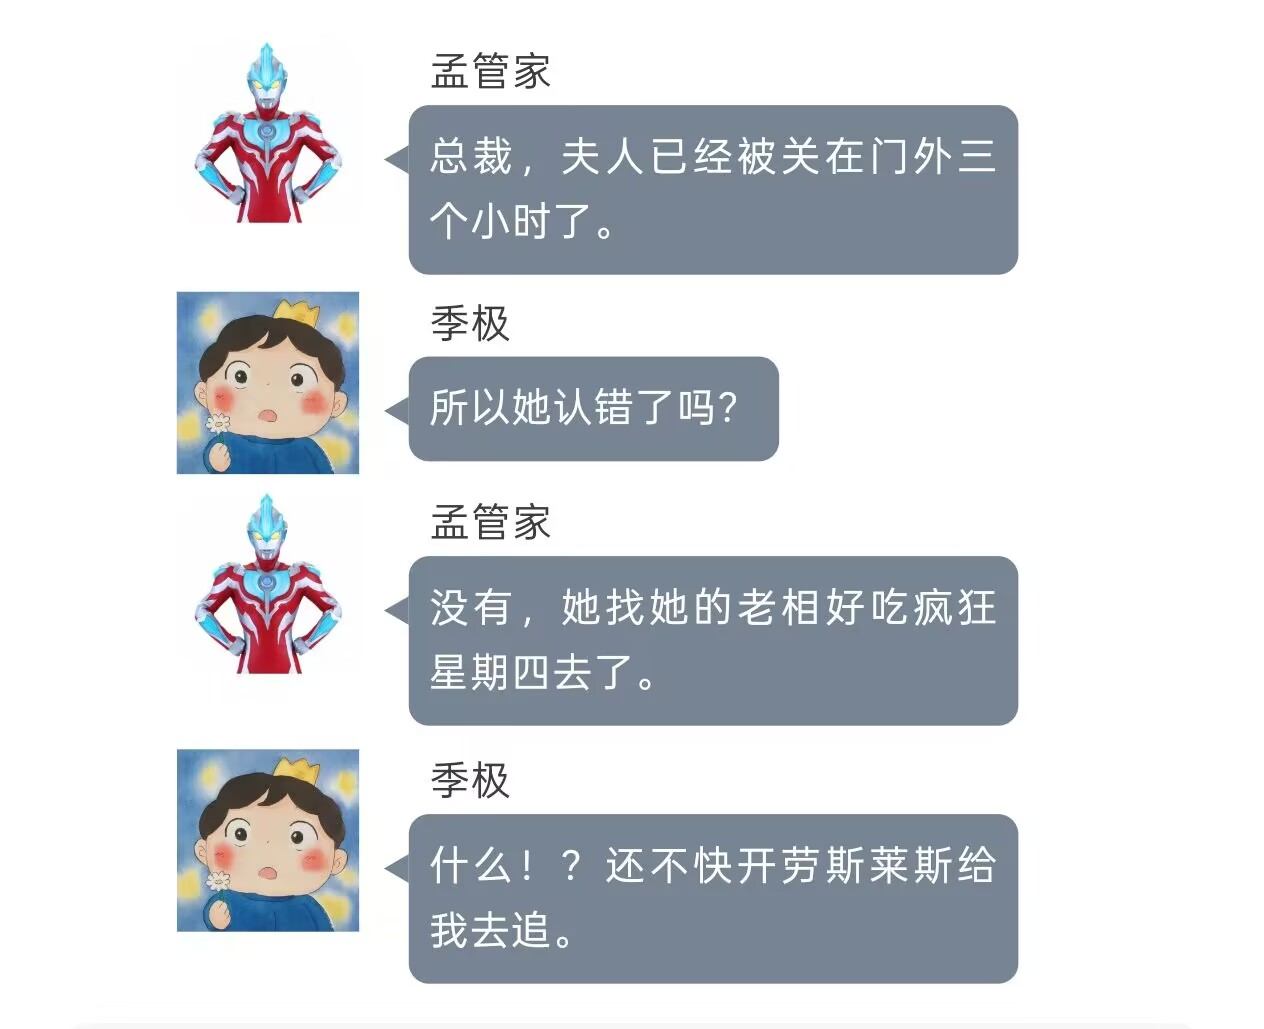 孟管家
总裁，夫人已经被关在门外三
个小时了。
季极
所以她认错了吗？
孟管家
没有，她找她的老相好吃疯狂
星期四去了。
季极
什么！？还不快开劳斯莱斯给
我去追。